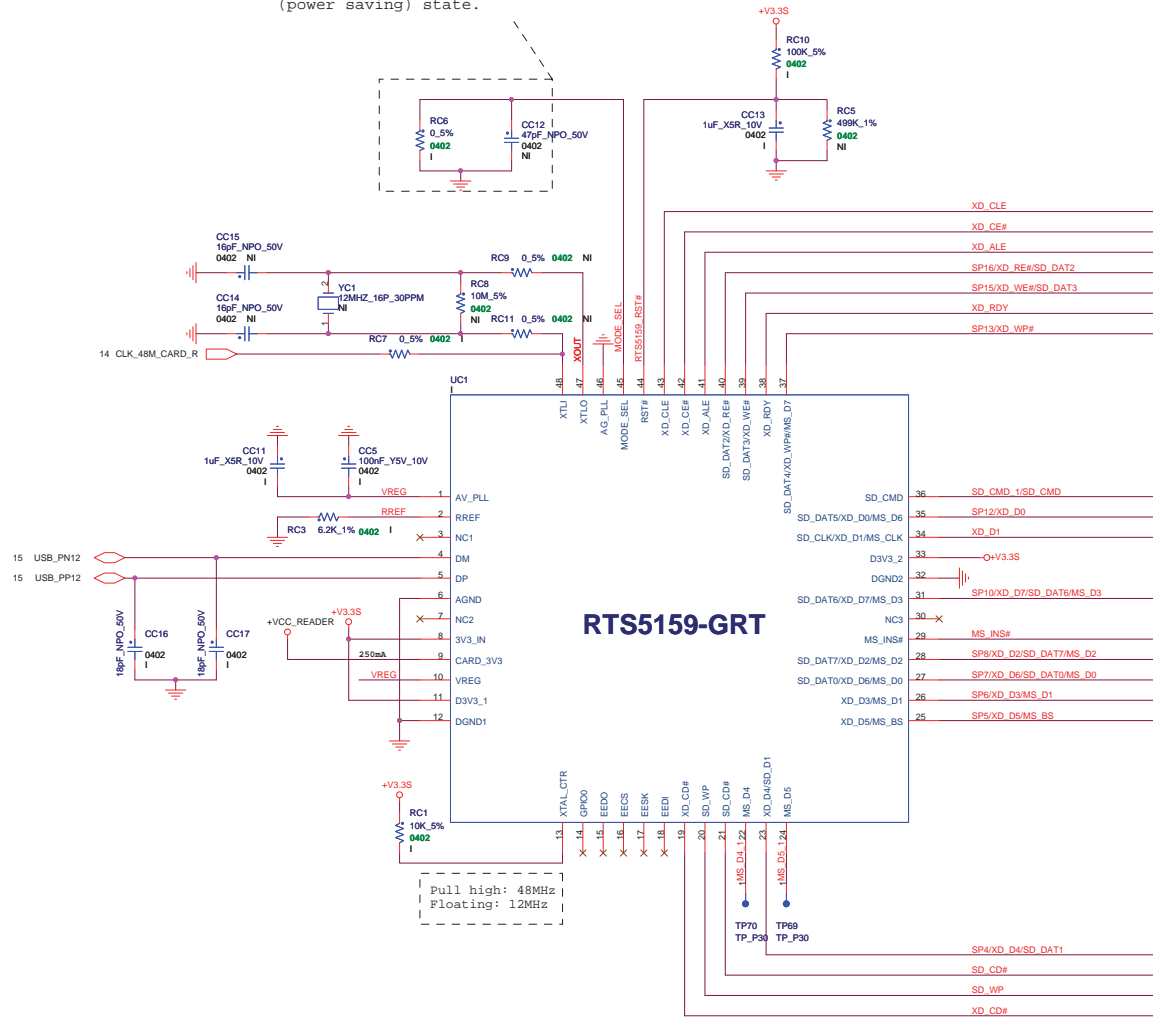 (power saving) state.
+V3.3S
RC10
100K_5%
0402
I
RC6
0_5%
0402
I
CC12
47pF_NPO_50V
0402
NI
CC13
1uF_X5R_10V
0402
I
RC5
499K_1%
0402
NI
XD_CLE
XD_CE#
XD_ALE
SP16/XD_RE#/SD_DAT2
SP15/XD_WE#/SD_DAT3
XD_RDY
SP13/XD_WP#
CC15
16pF_NPO_50V
0402 NI
RC9 0_5% 0402 NI
2
YC1
12MHZ_16P_30PPM
NI
1
RC8
10M_5%
0402
NI
CC14
16pF_NPO_50V
0402 NI
RC11 0_5% 0402 NI
RC7 0_5% 0402 I
14 CLK_48M_CARD_R
XOUT
MODE_SEL
RTS5159_RST#
UC1
I
48
47
46
45
44
43
42
41
40
39
38
37
XTLI
XTLO
AG_PLL
MODE_SEL
RST#
XD_CLE
XD_CE#
XD_ALE
SD_DAT2/XD_RE#
SD_DAT3/XD_WE#
XD_RDY
SD_DAT4/XD_WP#/MS_D7
CC11
1uF_X5R_10V
0402
I
CC5
100nF_Y5V_10V
0402
I
VREG 1 AV_PLL
RREF 2 RREF
RC3 6.2K_1% 0402 I
3 NC1
15 USB_PN12 4 DM
15 USB_PP12 5 DP
6 AGND
7 NC2
8 3V3_IN
250mA 9 CARD_3V3
VREG 10 VREG
11 D3V3_1
12 DGND1
+VCC_READER
+V3.3S
18pF_NPO_50V
CC16
0402
I
18pF_NPO_50V
CC17
0402
I
RTS5159-GRT
SD_CMD 36 SD_CMD_1/SD_CMD
SD_DAT5/XD_D0/MS_D6 35 SP12/XD_D0
SD_CLK/XD_D1/MS_CLK 34 XD_D1
D3V3_2 33 +V3.3S
DGND2 32
SD_DAT6/XD_D7/MS_D3 31 SP10/XD_D7/SD_DAT6/MS_D3
NC3 30
MS_INS# 29 MS_INS#
SD_DAT7/XD_D2/MS_D2 28 SP8/XD_D2/SD_DAT7/MS_D2
SD_DAT0/XD_D6/MS_D0 27 SP7/XD_D6/SD_DAT0/MS_D0
XD_D3/MS_D1 26 SP6/XD_D3/MS_D1
XD_D5/MS_BS 25 SP5/XD_D5/MS_BS
+V3.3S
RC1
10K_5%
0402
I
XTAL_CTR
GPIO0
EEDO
EECS
EESK
EEDI
XD_CD#
SD_WP
SD_CD#
MS_D4
XD_D4/SD_D1
MS_D5
13
14
15
16
17
18
19
20
21
22
23
24
MS_D4_1
1
MS_D5_1
1
Pull high: 48MHz
Floating: 12MHz
TP70
TP_P30
TP69
TP_P30
SP4/XD_D4/SD_DAT1
SD_CD#
SD_WP
XD_CD#